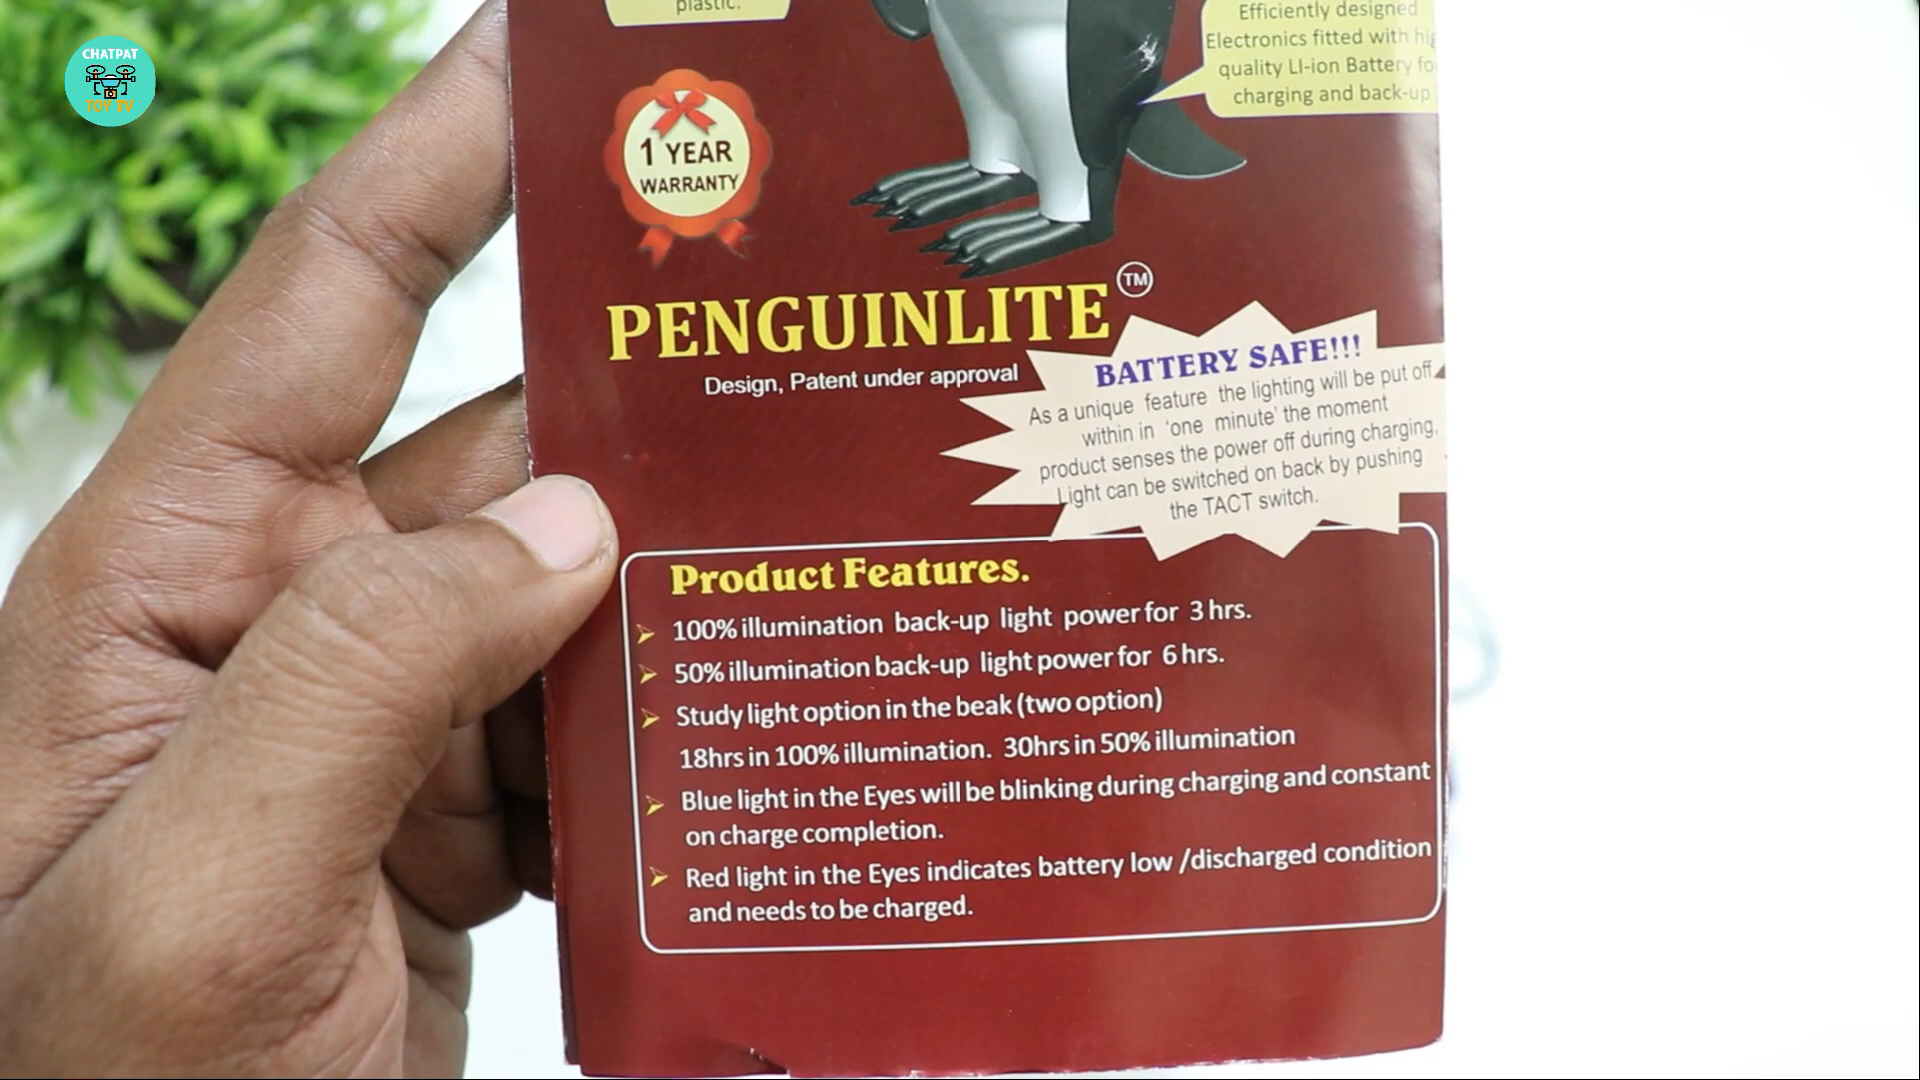 CHATPAT
TOY TV
plastic.
Efficiently designed
Electronics fitted with
quality LI-ion Battery
charging and back-up
1 YEAR
WARRANTY
PENGUINLITE TM
Design, Patent under approval
BATTERY SAFE!!!
As a unique feature the lighting will be put off
within in ‘one minute’ the moment
product senses the power off during charging.
Light can be switched on back by pushing
the TACT switch.
Product Features.
100% illumination back-up light power for 3 hrs.
50% illumination back-up light power for 6 hrs.
Study light option in the beak (two option)
18hrs in 100% illumination. 30hrs in 50% illumination
Blue light in the Eyes will be blinking during charging and constant
on charge completion.
Red light in the Eyes indicates battery low /discharged condition
and needs to be charged.